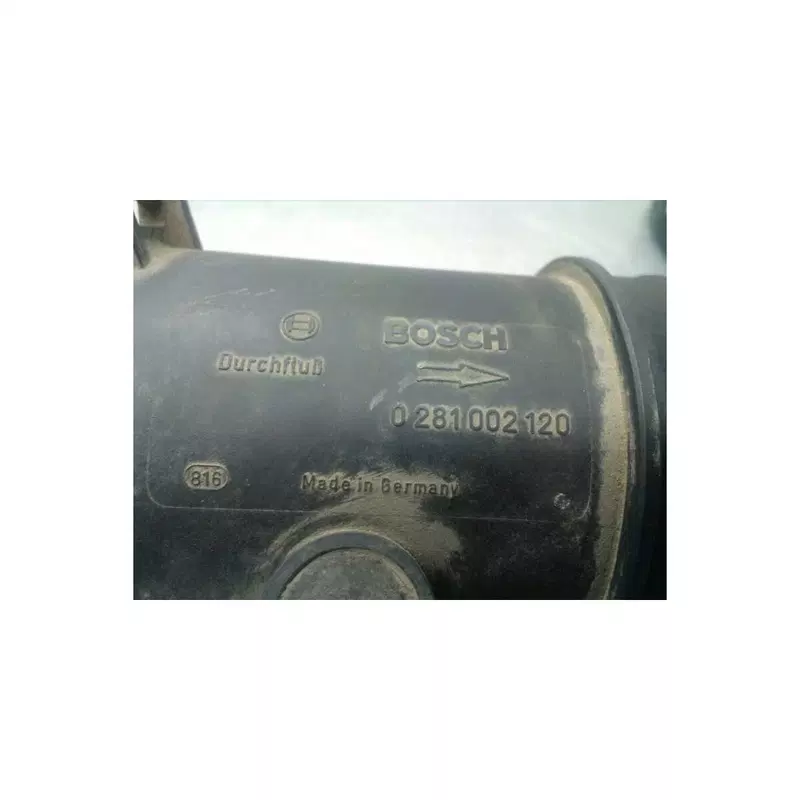 BOSCH
Durchfluß
0 281 002 120
816
Made in Germany